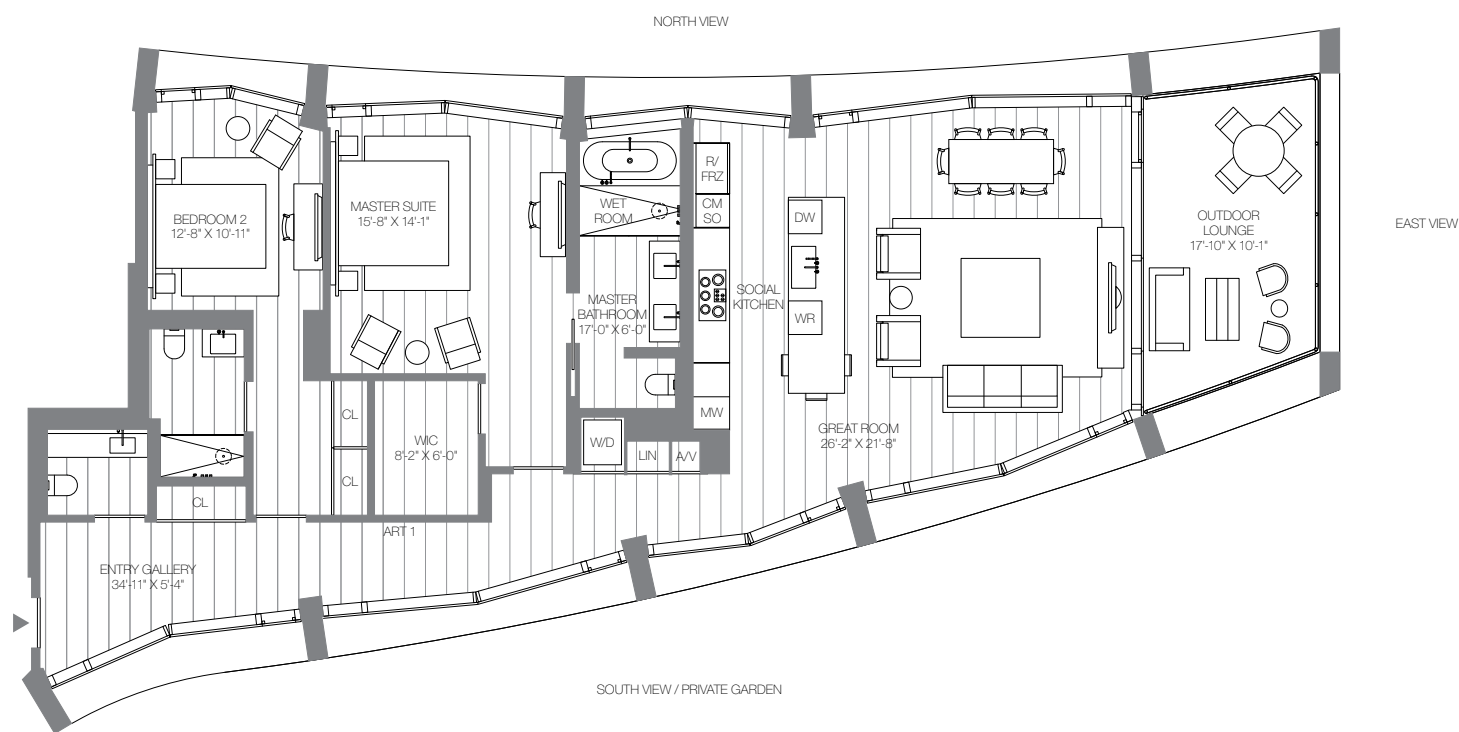 NORTH VIEW
EAST VIEW
BEDROOM 2
12'-8" X 10'-11"
MASTER SUITE
15'-8" X 14'-1"
WET
ROOM
R/
FRZ
CM
SO
DW
OUTDOOR
LOUNGE
17'-10" X 10'-1"
MASTER
BATHROOM
17'-0" X 6'-0"
SOCIAL
KITCHEN
WR
CL
CL
WIC
8'-2" X 6'-0"
MW
W/D
LIN
A/V
GREAT ROOM
26'-2" X 21'-8"
CL
ART 1
ENTRY GALLERY
34'-11" X 5'-4"
SOUTH VIEW / PRIVATE GARDEN